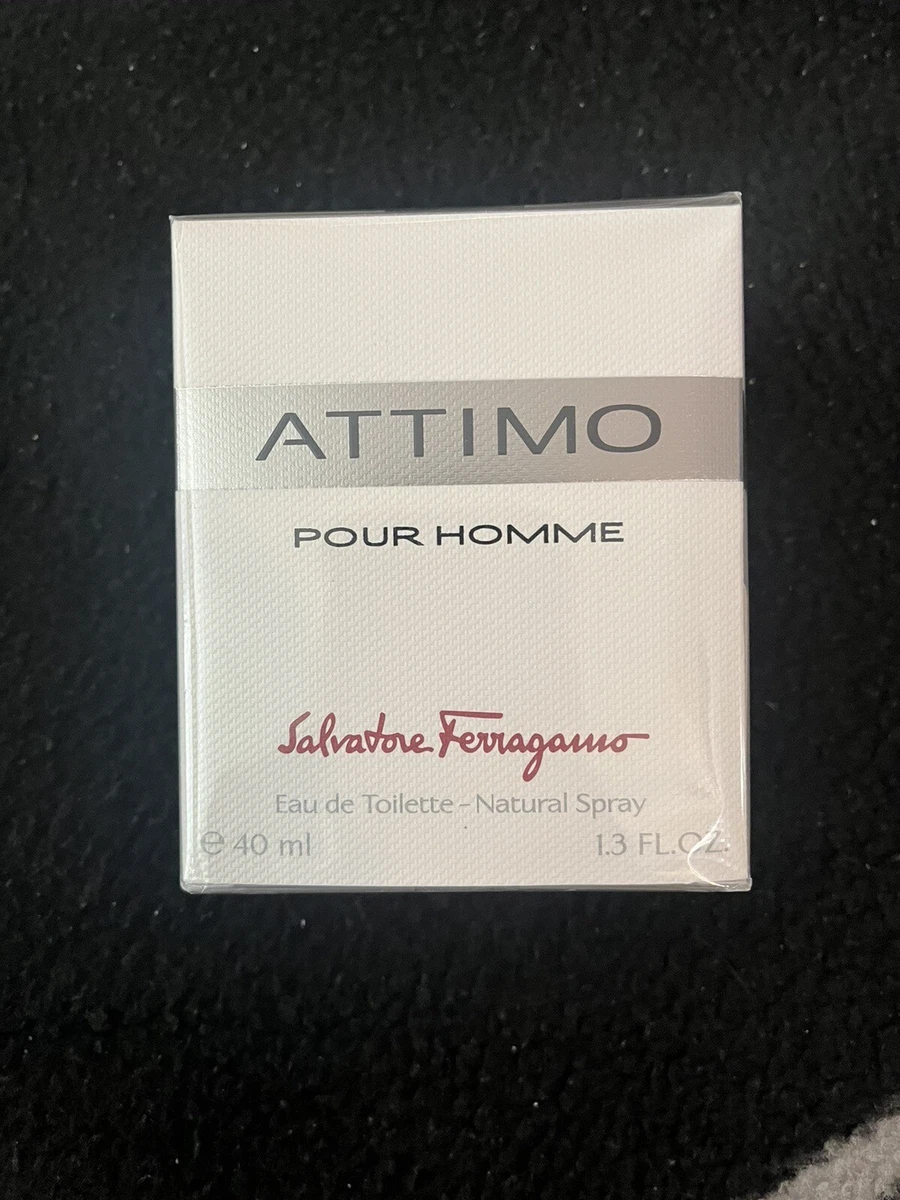 ATTIMO
POUR HOMME
Salvatore Ferragamo
Eau de Toilette - Natural Spray
℮ 40 ml 1.3 FL.OZ.